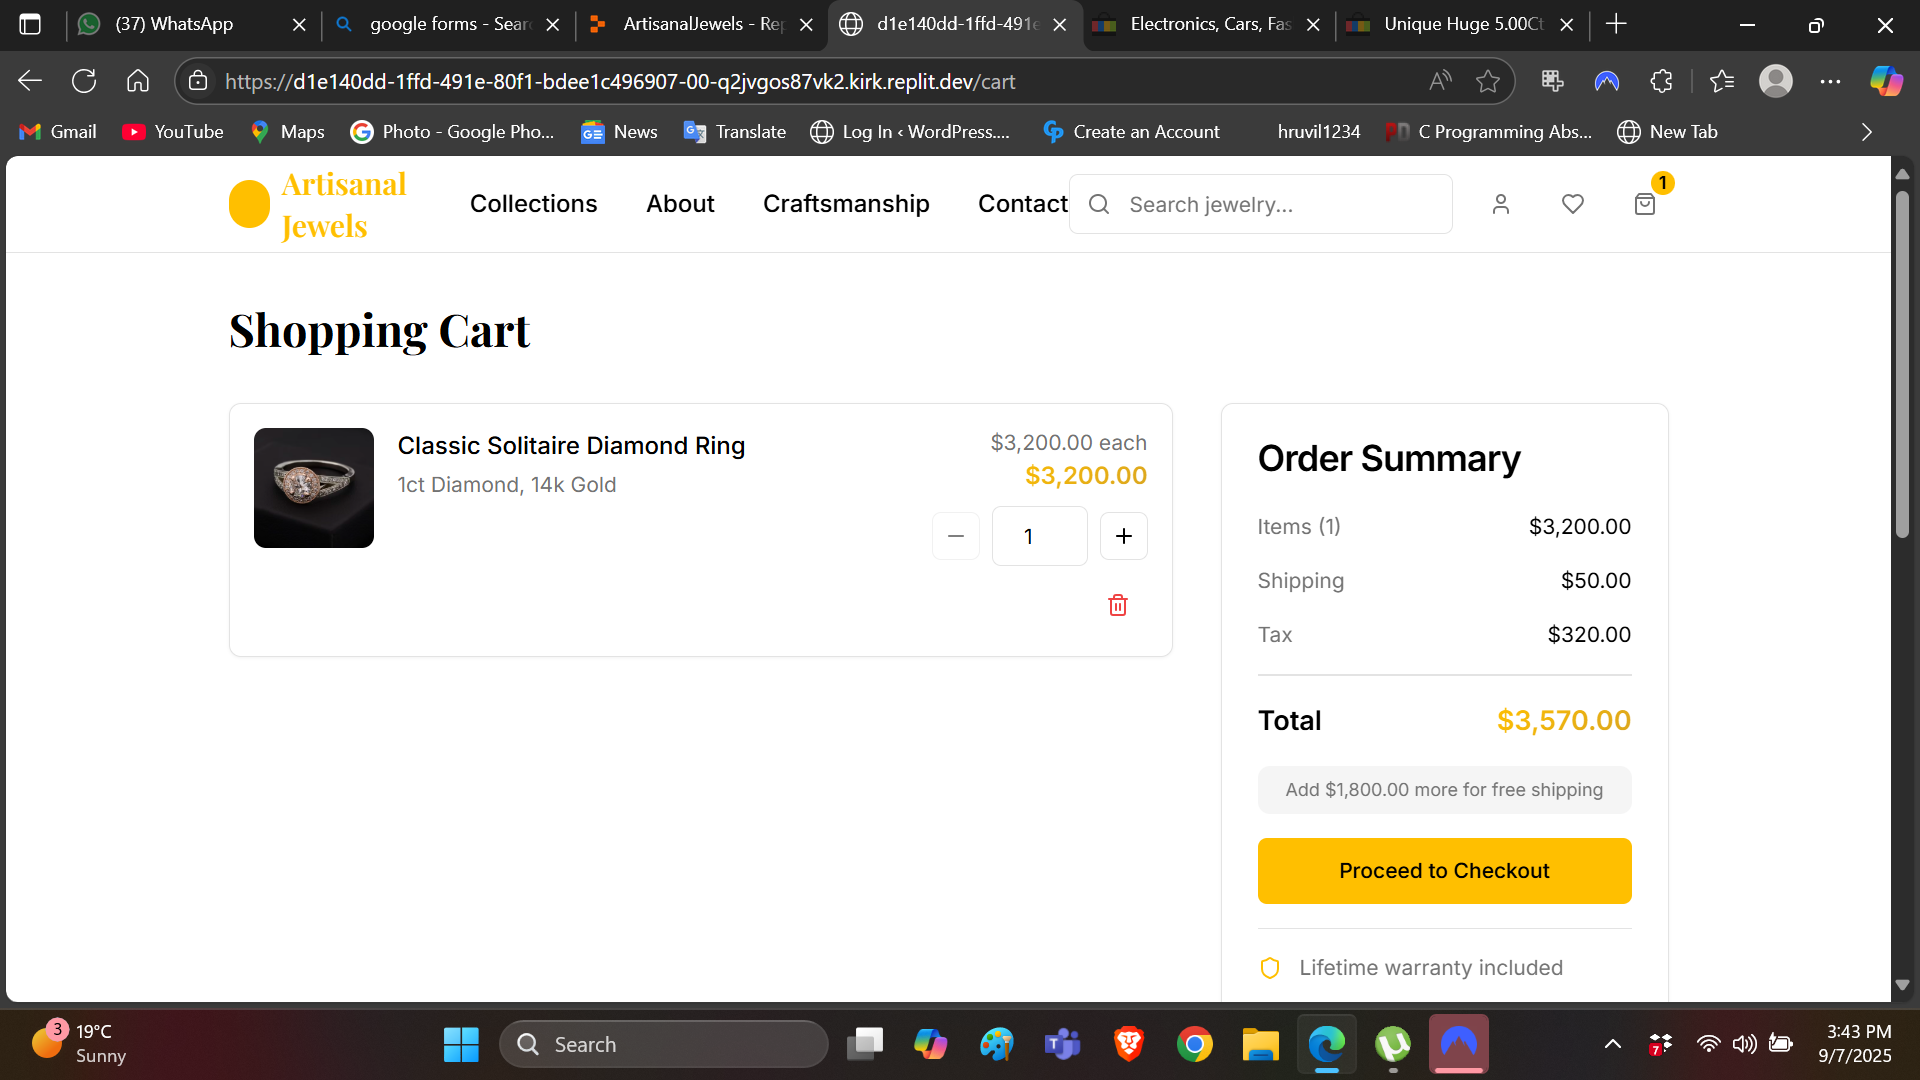 (37) WhatsApp
google forms - Sear
ArtisanalJewels - Rep
d1e140dd-1ffd-491e
Electronics, Cars, Fas
Unique Huge 5.00Ct
https://d1e140dd-1ffd-491e-80f1-bdee1c496907-00-q2jvgos87vk2.kirk.replit.dev/cart
Gmail
YouTube
Maps
Photo - Google Pho...
News
Translate
Log In ‹ WordPress....
Create an Account
hruvil1234
C Programming Abs...
New Tab
Artisanal
Jewels
Collections
About
Craftsmanship
Contact
Search jewelry...
1
Shopping Cart
Classic Solitaire Diamond Ring
1ct Diamond, 14k Gold
$3,200.00 each
$3,200.00
1
Order Summary
Items (1) $3,200.00
Shipping $50.00
Tax $320.00
Total $3,570.00
Add $1,800.00 more for free shipping
Proceed to Checkout
Lifetime warranty included
3
19°C
Sunny
Search
7
3:43 PM
9/7/2025